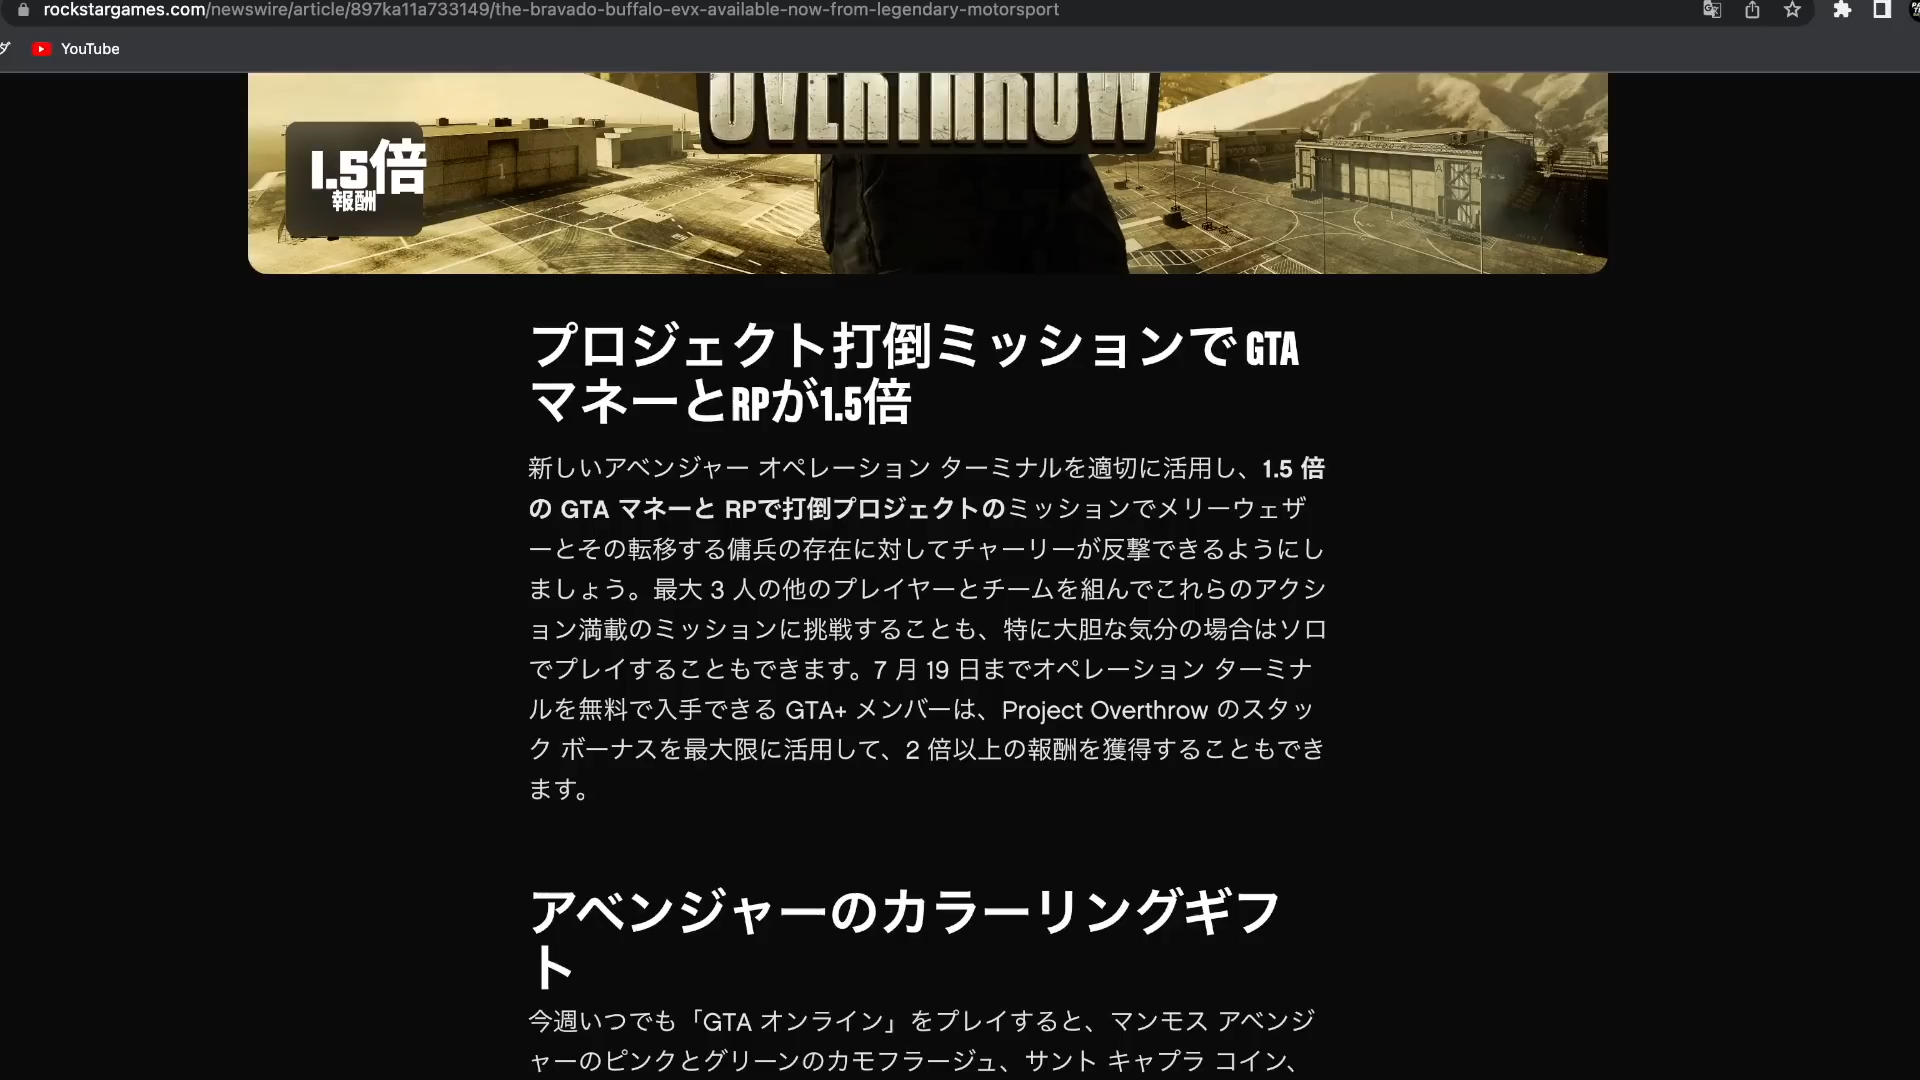 rockstargames.com/newswire/article/897ka11a733149/the-bravado-buffalo-evx-available-now-from-legendary-motorsport
ダ YouTube
OVERTHROW
1.5倍
報酬
プロジェクト打倒ミッションで GTA
マネーとRPが1.5倍
新しいアベンジャー オペレーション ターミナルを適切に活用し、1.5 倍
の GTA マネーと RPで打倒プロジェクトのミッションでメリーウェザ
ーとその転移する傭兵の存在に対してチャーリーが反撃できるようにし
ましょう。最大 3 人の他のプレイヤーとチームを組んでこれらのアクシ
ョン満載のミッションに挑戦することも、特に大胆な気分の場合はソロ
でプレイすることもできます。7 月 19 日までオペレーション ターミナ
ルを無料で入手できる GTA+ メンバーは、Project Overthrow のスタッ
ク ボーナスを最大限に活用して、2 倍以上の報酬を獲得することもでき
ます。
アベンジャーのカラーリングギフ
ト
今週いつでも「GTA オンライン」をプレイすると、マンモス アベンジ
ャーのピンクとグリーンのカモフラージュ、サント キャプラ コイン、